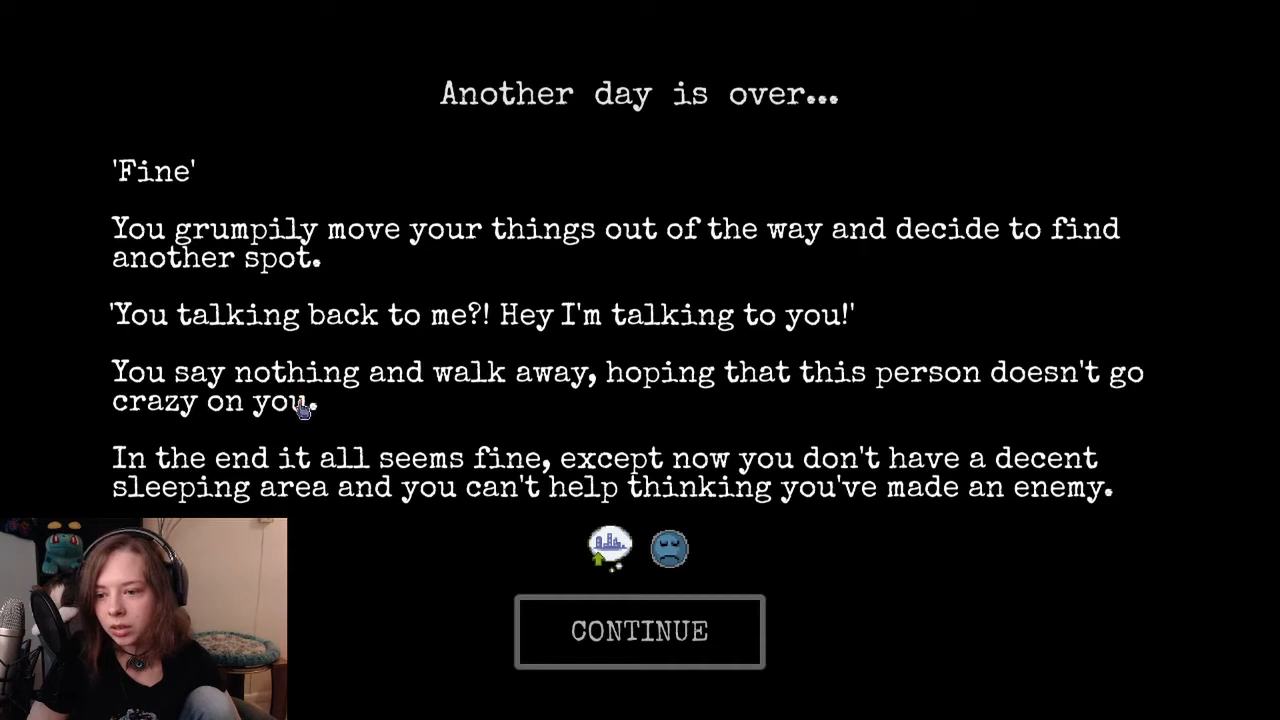 Another day is over...
'Fine'
You grumpily move your things out of the way and decide to find
another spot.
'You talking back to me?! Hey I'm talking to you!'
You say nothing and walk away, hoping that this person doesn't go
crazy on you.
In the end it all seems fine, except now you don't have a decent
sleeping area and you can't help thinking you've made an enemy.
CONTINUE